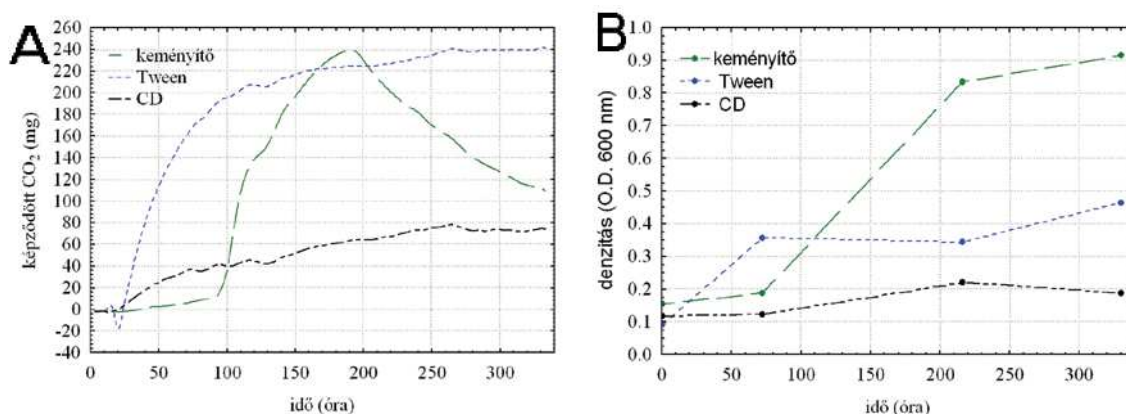 A
260
240
220
200
180
160
140
120
100
80
60
40
20
0
-20
-40
képződött CO₂ (mg)
keményítő
Tween
CD
0 50 100 150 200 250 300
idő (óra)
B
1.0
0.9
0.8
0.7
0.6
0.5
0.4
0.3
0.2
0.1
0.0
denzitás (O.D. 600 nm)
keményítő
Tween
CD
0 50 100 150 200 250 300
idő (óra)